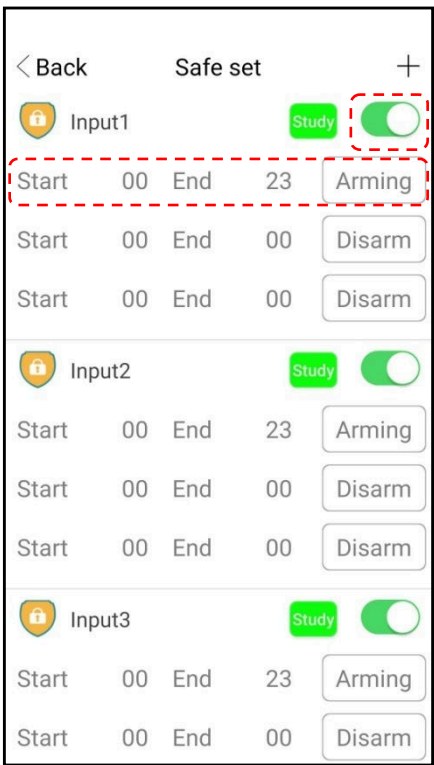 Back Safe set +
Input1 Study
Start 00 End 23 Arming
Start 00 End 00 Disarm
Start 00 End 00 Disarm
Input2 Study
Start 00 End 23 Arming
Start 00 End 00 Disarm
Start 00 End 00 Disarm
Input3 Study
Start 00 End 23 Arming
Start 00 End 00 Disarm